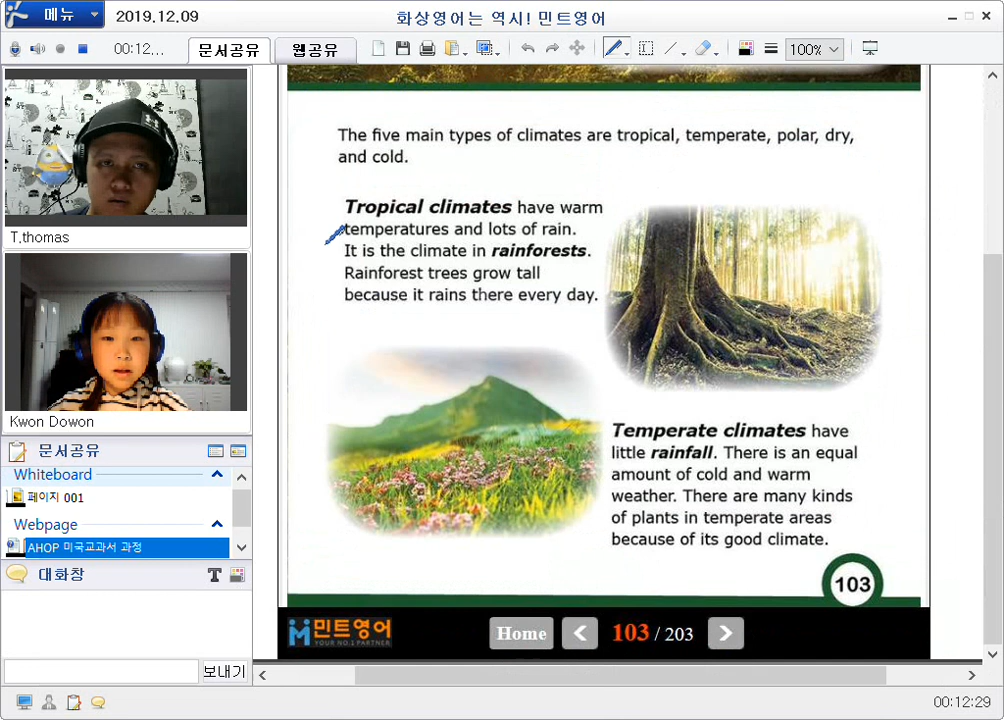 메뉴
2019.12.09
화상영어는 역시! 민트영어
00:12...
문서공유
웹공유
100%
T.thomas
Kwon Dowon
문서공유
Whiteboard
페이지 001
Webpage
AHOP 미국교과서 과정
대화창
보내기
The five main types of climates are tropical, temperate, polar, dry,
and cold.
Tropical climates have warm
temperatures and lots of rain.
It is the climate in rainforests.
Rainforest trees grow tall
because it rains there every day.
Temperate climates have
little rainfall. There is an equal
amount of cold and warm
weather. There are many kinds
of plants in temperate areas
because of its good climate.
103
민트영어
YOUR NO.1 PARTNER
Home
103 / 203
00:12:29